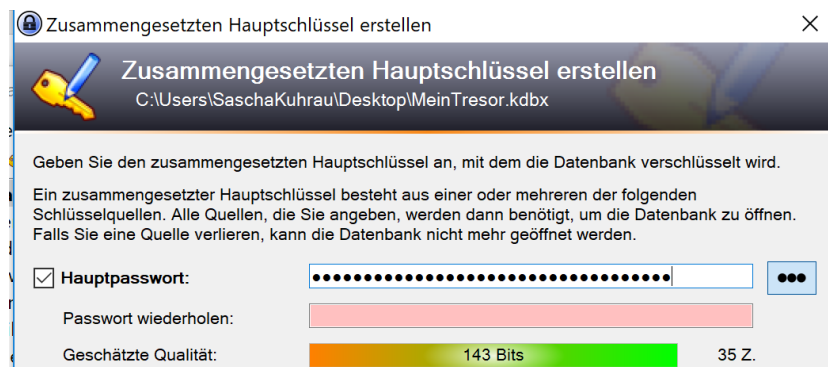 Zusammengesetzten Hauptschlüssel erstellen
Zusammengesetzten Hauptschlüssel erstellen
C:\Users\SaschaKuhrau\Desktop\MeinTresor.kdbx
Geben Sie den zusammengesetzten Hauptschlüssel an, mit dem die Datenbank verschlüsselt wird.
Ein zusammengesetzter Hauptschlüssel besteht aus einer oder mehreren der folgenden
Schlüsselquellen. Alle Quellen, die Sie angeben, werden dann benötigt, um die Datenbank zu öffnen.
Falls Sie eine Quelle verlieren, kann die Datenbank nicht mehr geöffnet werden.
Hauptpasswort: ●●●●●●●●●●●●●●●●●●●●●●●●●●●●●●●●●●● ●●●
Passwort wiederholen:
Geschätzte Qualität: 143 Bits 35 Z.